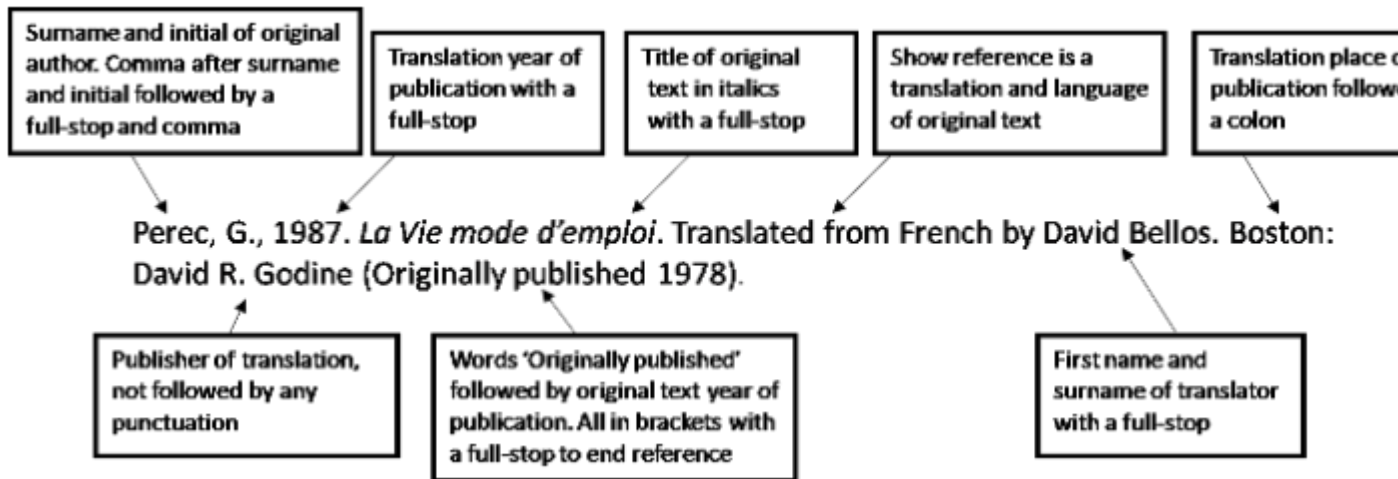 Surname and initial of original
author. Comma after surname
and initial followed by a
full-stop and comma
Translation year of
publication with a
full-stop
Title of original
text in italics
with a full-stop
Show reference is a
translation and language
of original text
Translation place
publication
a colon
Perec, G., 1987. La Vie mode d’emploi. Translated from French by David Bellos. Boston:
David R. Godine (Originally published 1978).
Publisher of translation,
not followed by any
punctuation
Words ‘Originally published’
followed by original text year of
publication. All in brackets with
a full-stop to end reference
First name and
surname of translator
with a full-stop